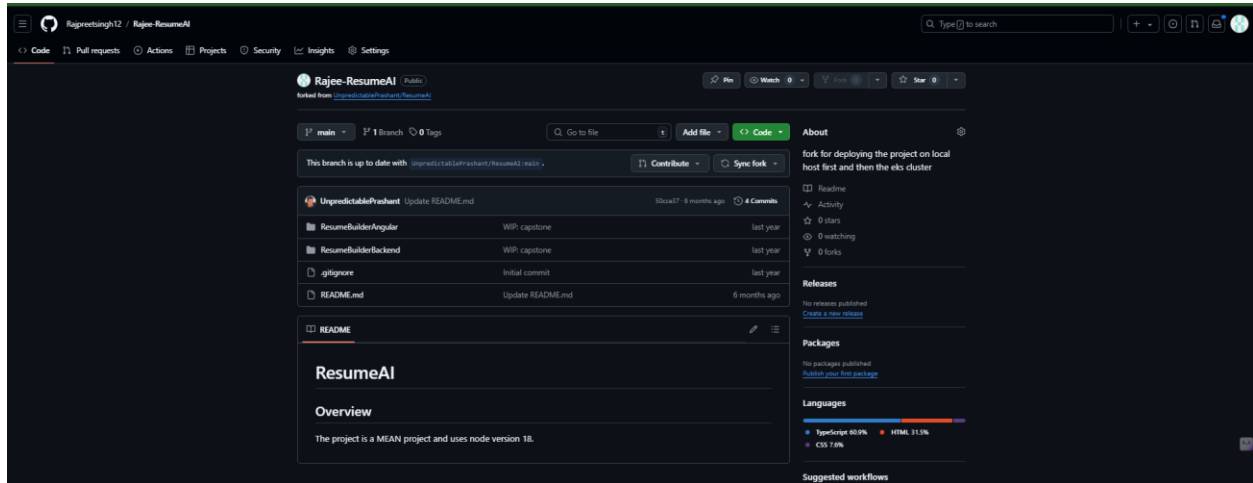 Rajpreetsingh12 / Rajee-ResumeAI
Type / to search
Code Pull requests Actions Projects Security Insights Settings
Rajee-ResumeAI Public
forked from UnpredictablePrashant/ResumeAI
Pin Watch 0 Fork 0 Star 0
main 1 Branch 0 Tags Go to file t Add file Code
This branch is up to date with UnpredictablePrashant/ResumeAI:main .
Contribute Sync fork
UnpredictablePrashant Update README.md 6 months ago 4 Commits
ResumeBuilderAngular WIP: capstone last year
ResumeBuilderBackend WIP: capstone last year
.gitignore Initial commit last year
README.md Update README.md 6 months ago
README
ResumeAI
Overview
The project is a MEAN project and uses node version 18.
About
fork for deploying the project on local
host first and then the eks cluster
Readme
Activity
0 stars
0 watching
0 forks
Releases
No releases published
Create a new release
Packages
No packages published
Publish your first package
Languages
TypeScript 60.9% HTML 31.5%
CSS 7.6%
Suggested workflows